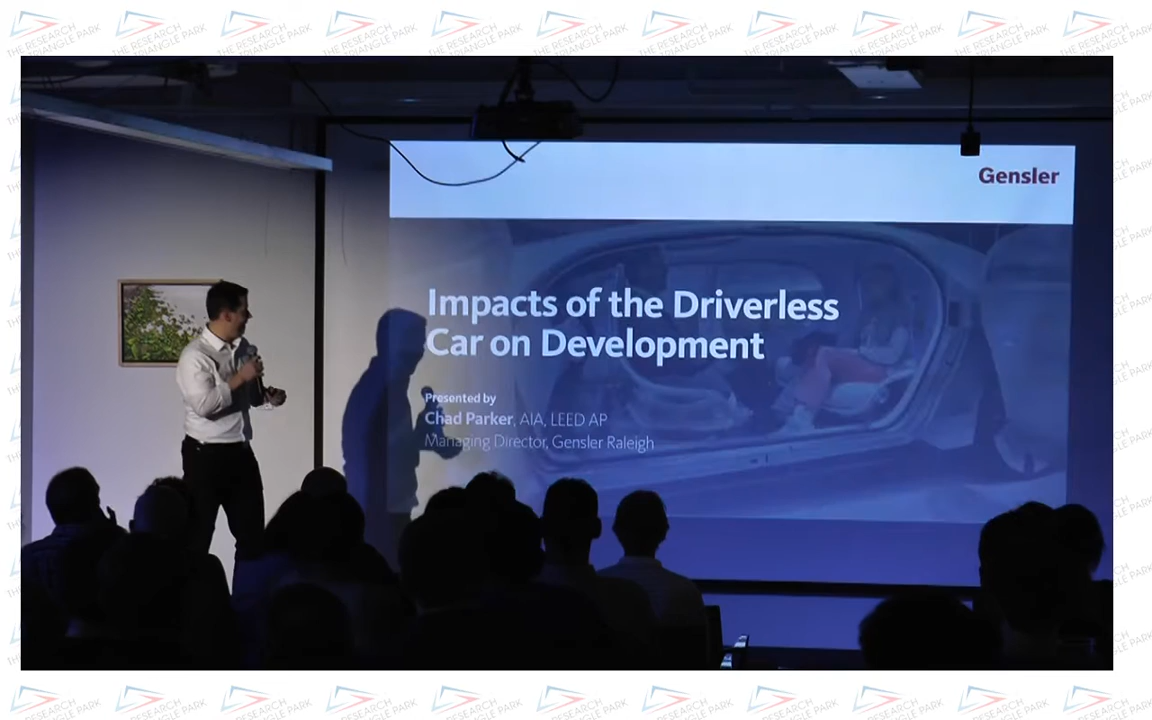 Gensler
Impacts of the Driverless
Car on Development
Presented by
Chad Parker, AIA, LEED AP
Managing Director, Gensler Raleigh
THE RESEARCH
TRIANGLE PARK